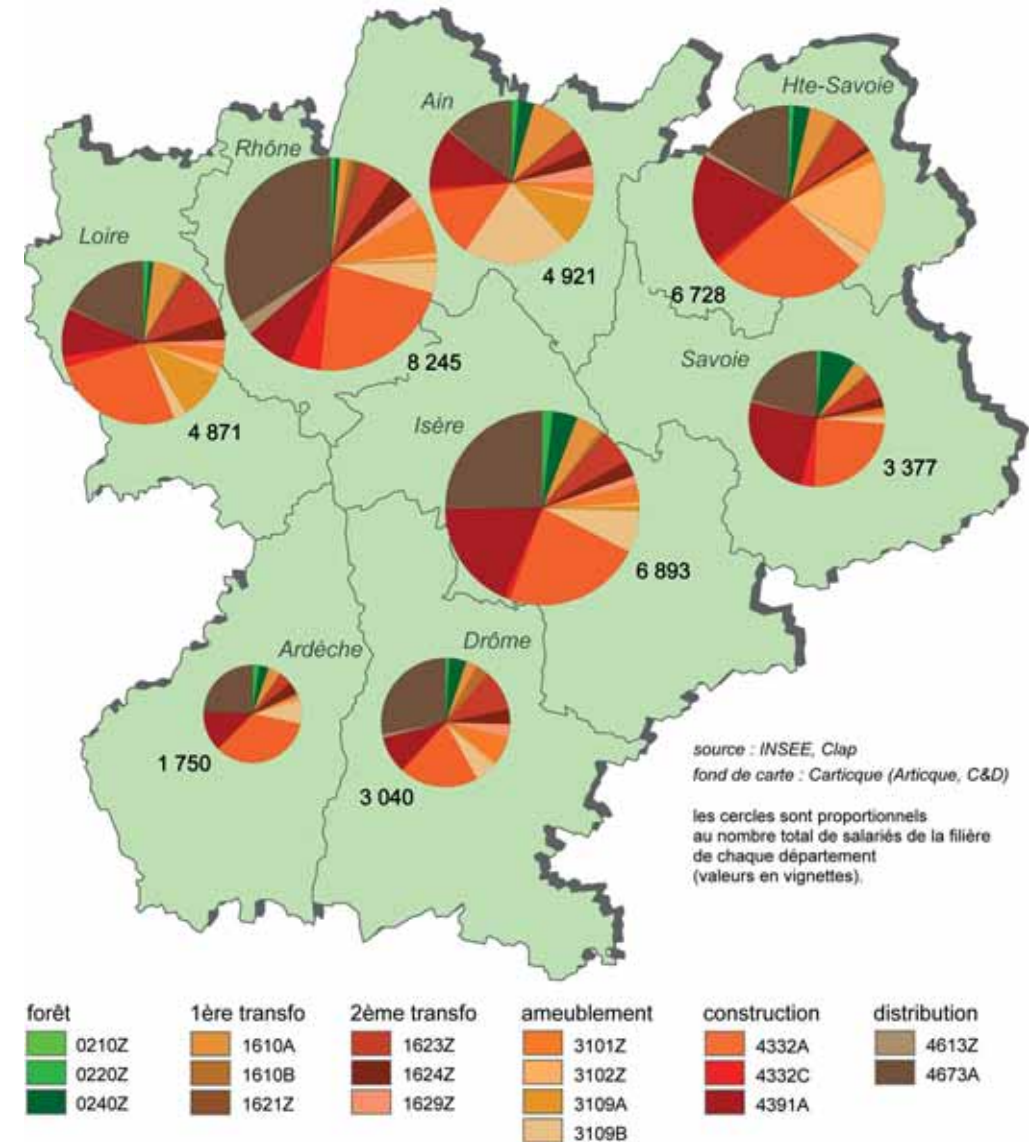 Hte-Savoie
Ain
Rhône
Loire
4 921
6 728
8 245
Savoie
4 871
Isère
3 377
6 893
Ardèche
Drôme
1 750
3 040
source : INSEE, Clap
fond de carte : Carticque (Articque, C&D)
les cercles sont proportionnels
au nombre total de salariés de la filière
de chaque département
(valeurs en vignettes).
forêt
0210Z
0220Z
0240Z
1ère transfo
1610A
1610B
1621Z
2ème transfo
1623Z
1624Z
1629Z
ameublement
3101Z
3102Z
3109A
3109B
construction
4332A
4332C
4391A
distribution
4613Z
4673A